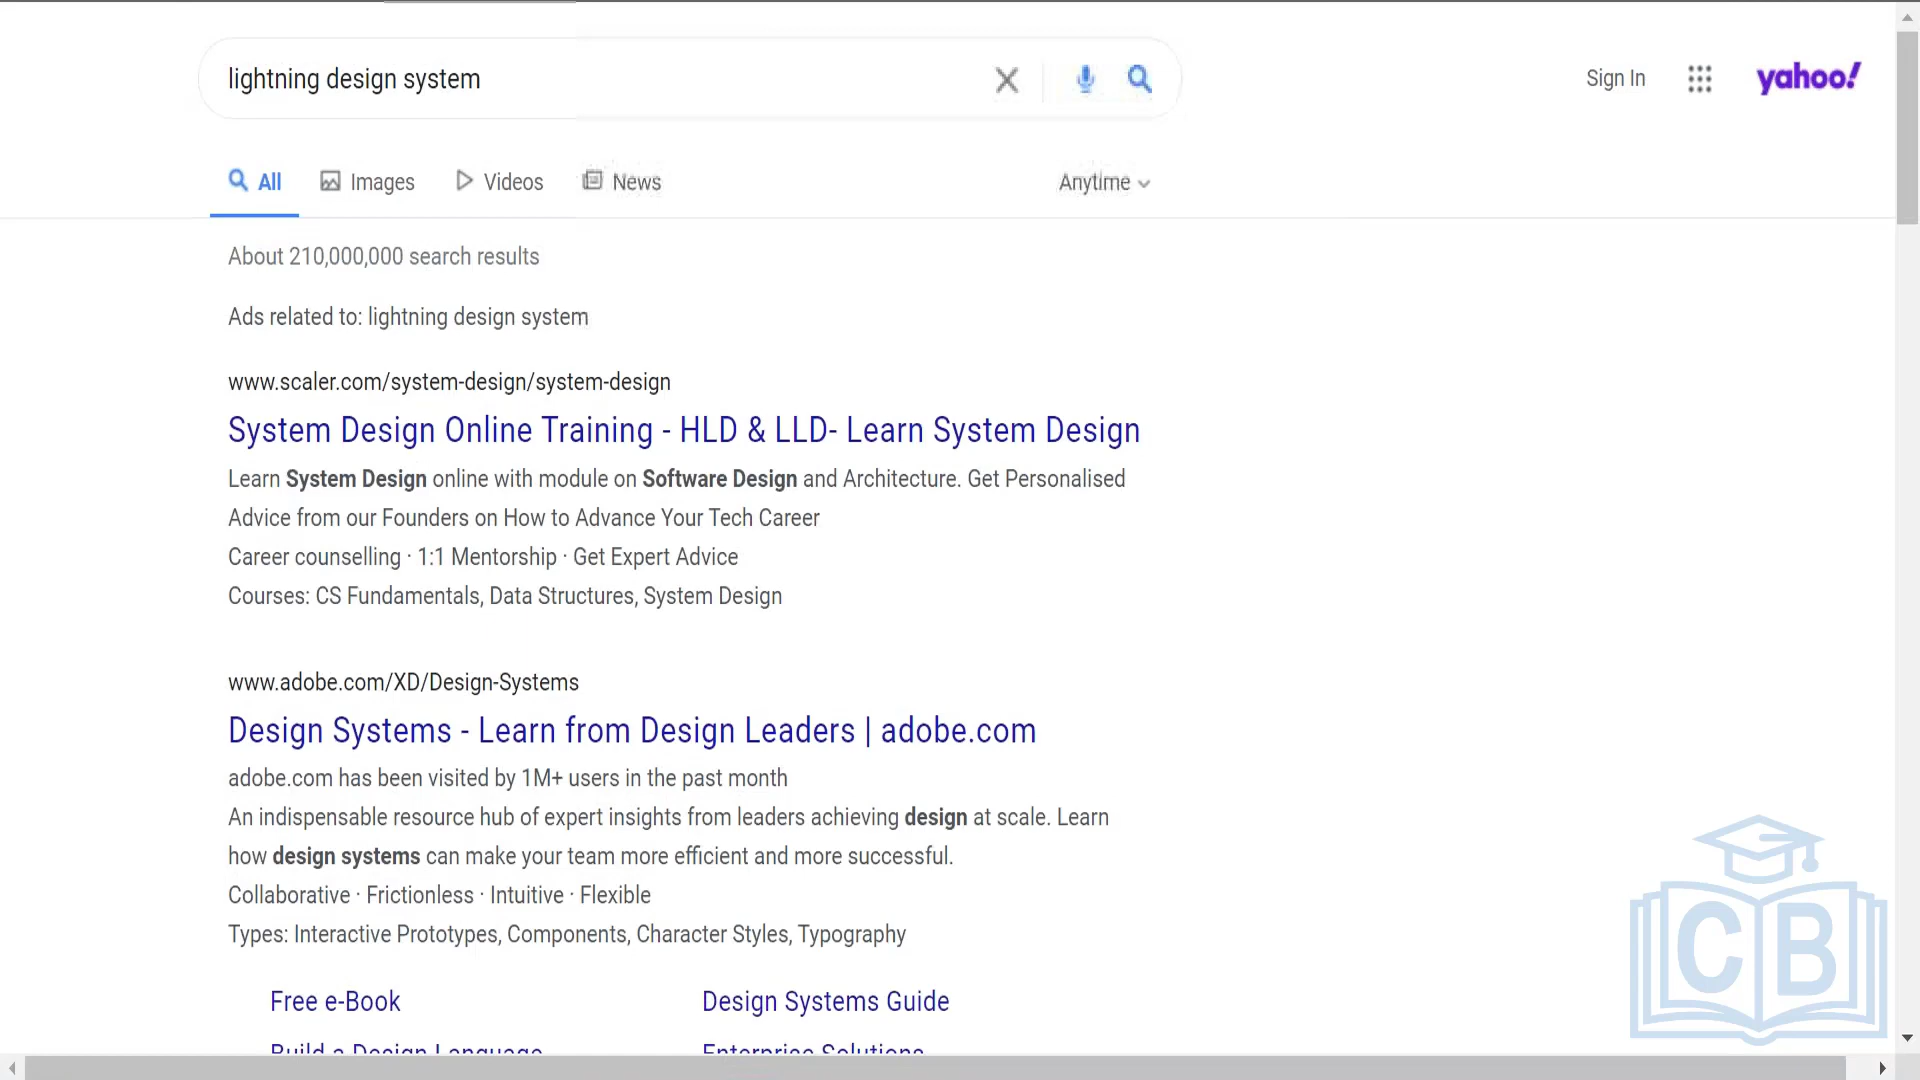 lightning design system
Sign In
yahoo!
All
Images
Videos
News
Anytime
About 210,000,000 search results
Ads related to: lightning design system
www.scaler.com/system-design/system-design
System Design Online Training - HLD & LLD- Learn System Design
Learn System Design online with module on Software Design and Architecture. Get Personalised
Advice from our Founders on How to Advance Your Tech Career
Career counselling · 1:1 Mentorship · Get Expert Advice
Courses: CS Fundamentals, Data Structures, System Design
www.adobe.com/XD/Design-Systems
Design Systems - Learn from Design Leaders | adobe.com
adobe.com has been visited by 1M+ users in the past month
An indispensable resource hub of expert insights from leaders achieving design at scale. Learn
how design systems can make your team more efficient and more successful.
Collaborative · Frictionless · Intuitive · Flexible
Types: Interactive Prototypes, Components, Character Styles, Typography
Free e-Book
Design Systems Guide
Build a Design Language
Enterprise Solutions
CB